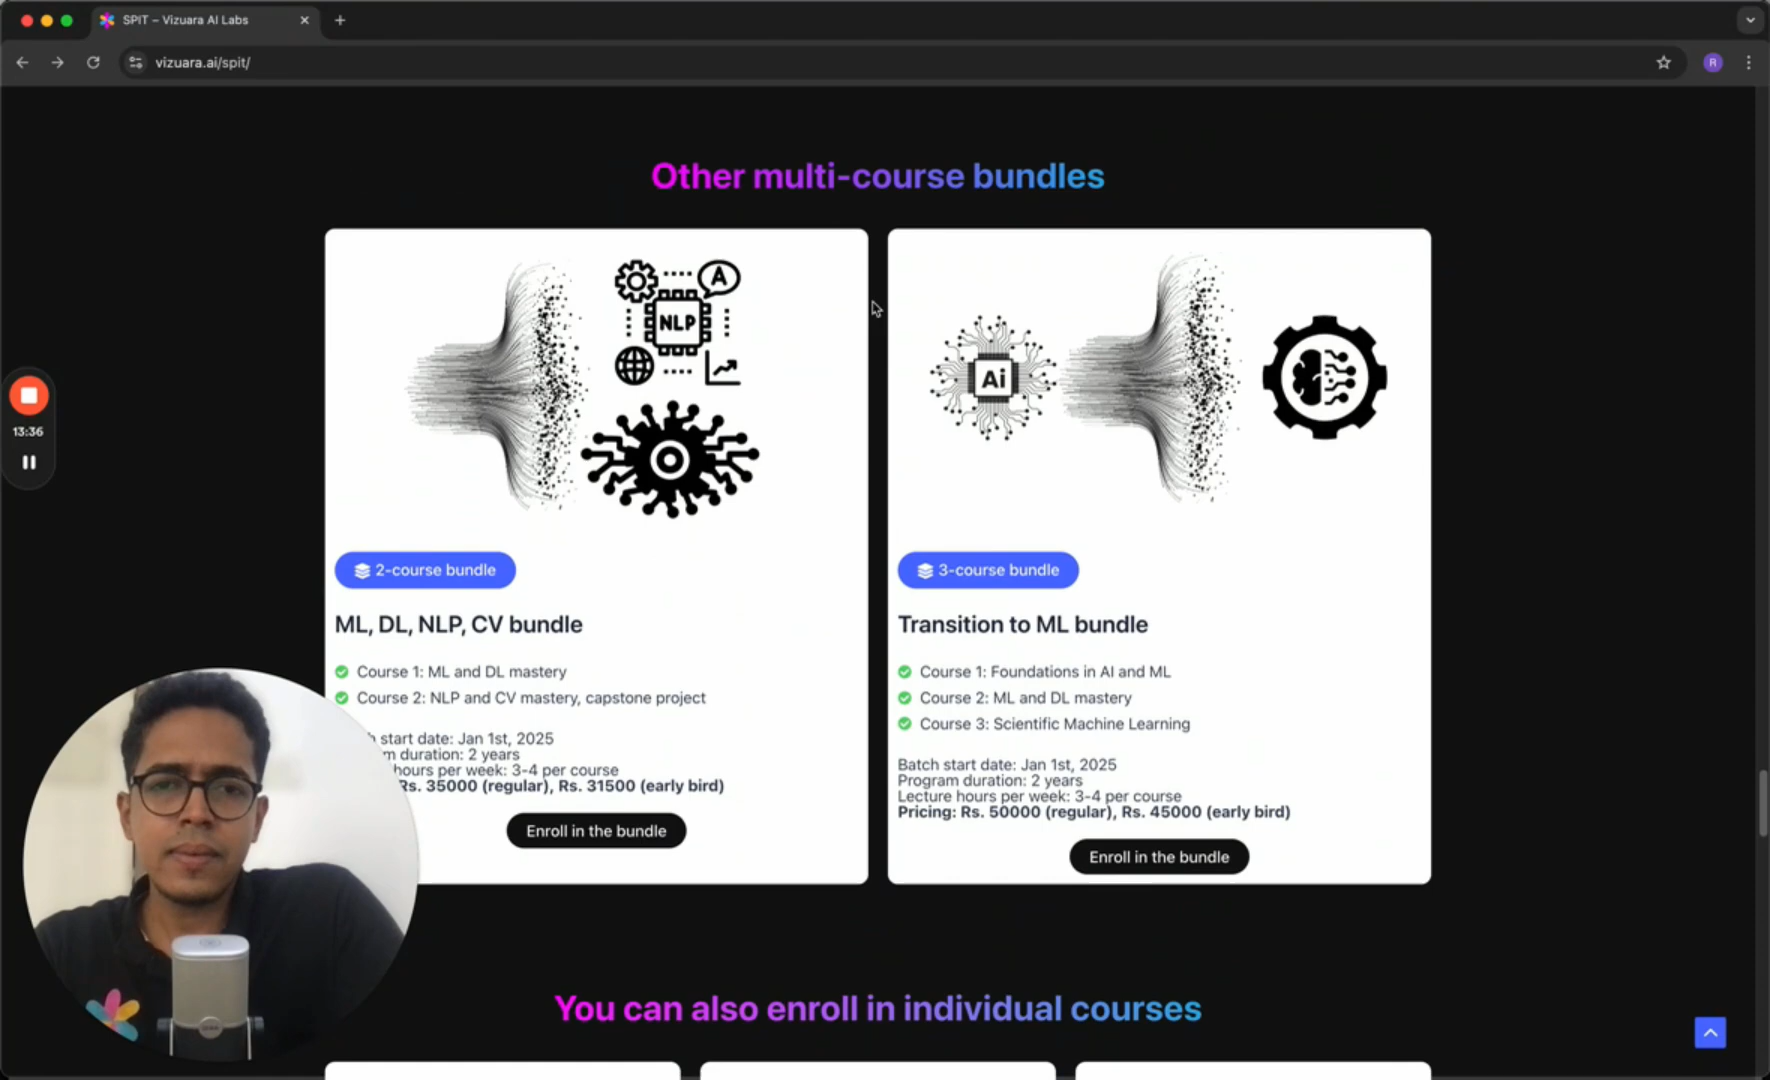 SPIT – Vizuara AI Labs
vizuara.ai/spit/
R
Other multi-course bundles
A
NLP
Ai
13:36
2-course bundle
ML, DL, NLP, CV bundle
Course 1: ML and DL mastery
Course 2: NLP and CV mastery, capstone project
start date: Jan 1st, 2025
duration: 2 years
hours per week: 3-4 per course
Rs. 35000 (regular), Rs. 31500 (early bird)
Enroll in the bundle
3-course bundle
Transition to ML bundle
Course 1: Foundations in AI and ML
Course 2: ML and DL mastery
Course 3: Scientific Machine Learning
Batch start date: Jan 1st, 2025
Program duration: 2 years
Lecture hours per week: 3-4 per course
Pricing: Rs. 50000 (regular), Rs. 45000 (early bird)
Enroll in the bundle
You can also enroll in individual courses